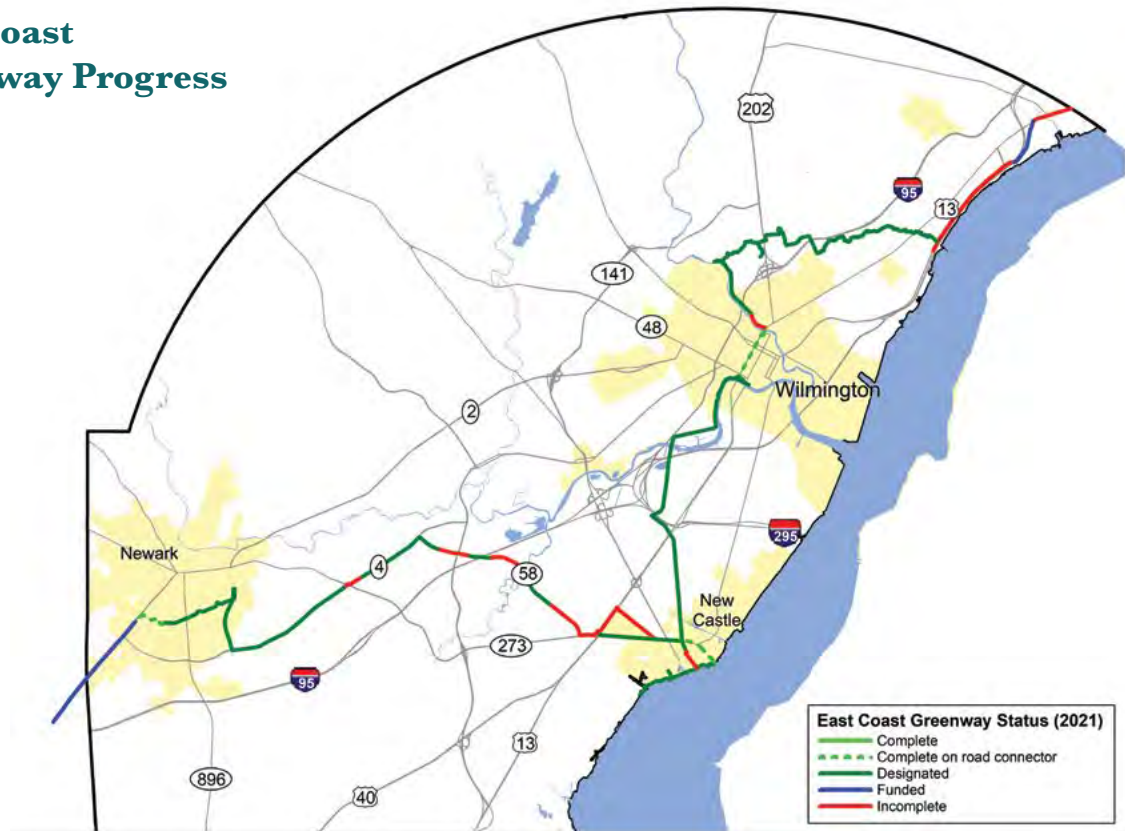 oast
way Progress
202
95
13
141
48
Wilmington
2
295
Newark
4
58
New
Castle
273
95
13
896
40
East Coast Greenway Status (2021)
Complete
Complete on road connector
Designated
Funded
Incomplete